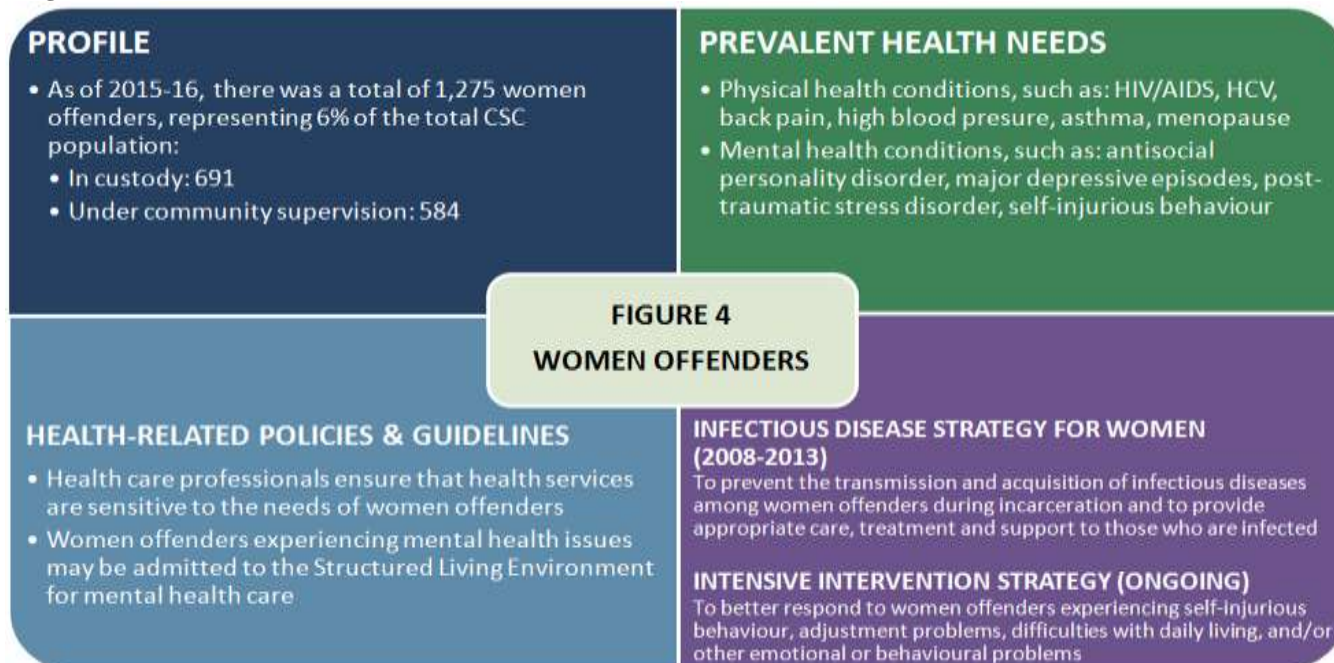 PROFILE
• As of 2015-16, there was a total of 1,275 women
offenders, representing 6% of the total CSC
population:
• In custody: 691
• Under community supervision: 584
PREVALENT HEALTH NEEDS
• Physical health conditions, such as: HIV/AIDS, HCV,
back pain, high blood presure, asthma, menopause
• Mental health conditions, such as: antisocial
personality disorder, major depressive episodes, post-
traumatic stress disorder, self-injurious behaviour
FIGURE 4
WOMEN OFFENDERS
HEALTH-RELATED POLICIES & GUIDELINES
• Health care professionals ensure that health services
are sensitive to the needs of women offenders
• Women offenders experiencing mental health issues
may be admitted to the Structured Living Environment
for mental health care
INFECTIOUS DISEASE STRATEGY FOR WOMEN
(2008-2013)
To prevent the transmission and acquisition of infectious diseases
among women offenders during incarceration and to provide
appropriate care, treatment and support to those who are infected
INTENSIVE INTERVENTION STRATEGY (ONGOING)
To better respond to women offenders experiencing self-injurious
behaviour, adjustment problems, difficulties with daily living, and/or
other emotional or behavioural problems